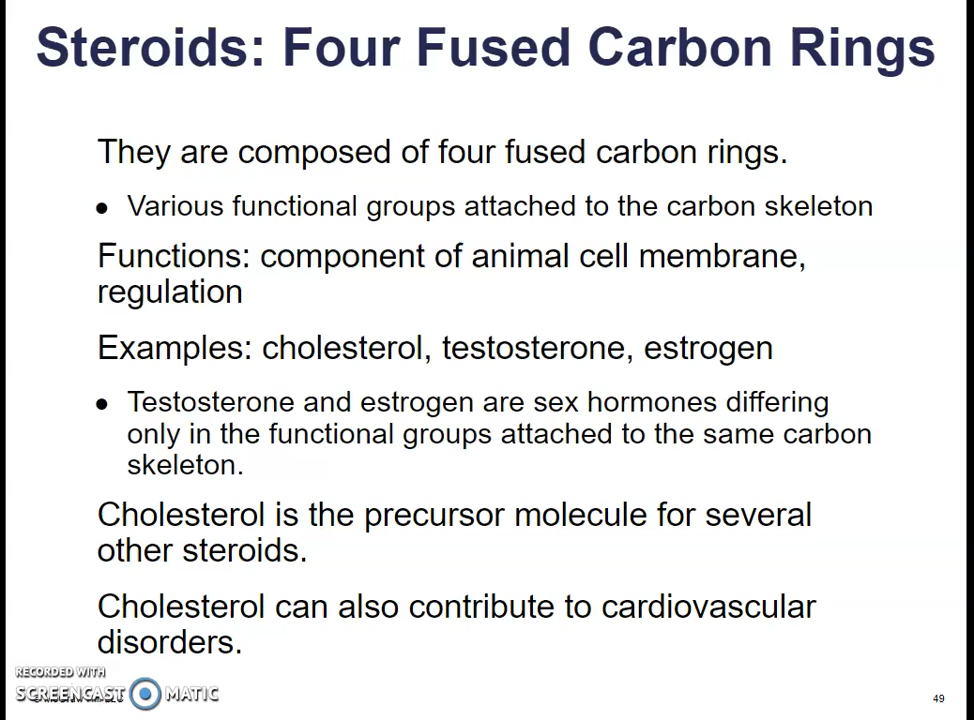 Steroids: Four Fused Carbon Rings
They are composed of four fused carbon rings.
● Various functional groups attached to the carbon skeleton
Functions: component of animal cell membrane,
regulation
Examples: cholesterol, testosterone, estrogen
● Testosterone and estrogen are sex hormones differing
only in the functional groups attached to the same carbon
skeleton.
Cholesterol is the precursor molecule for several
other steroids.
Cholesterol can also contribute to cardiovascular
disorders.
RECORDED WITH
SCREENCAST MATIC
49